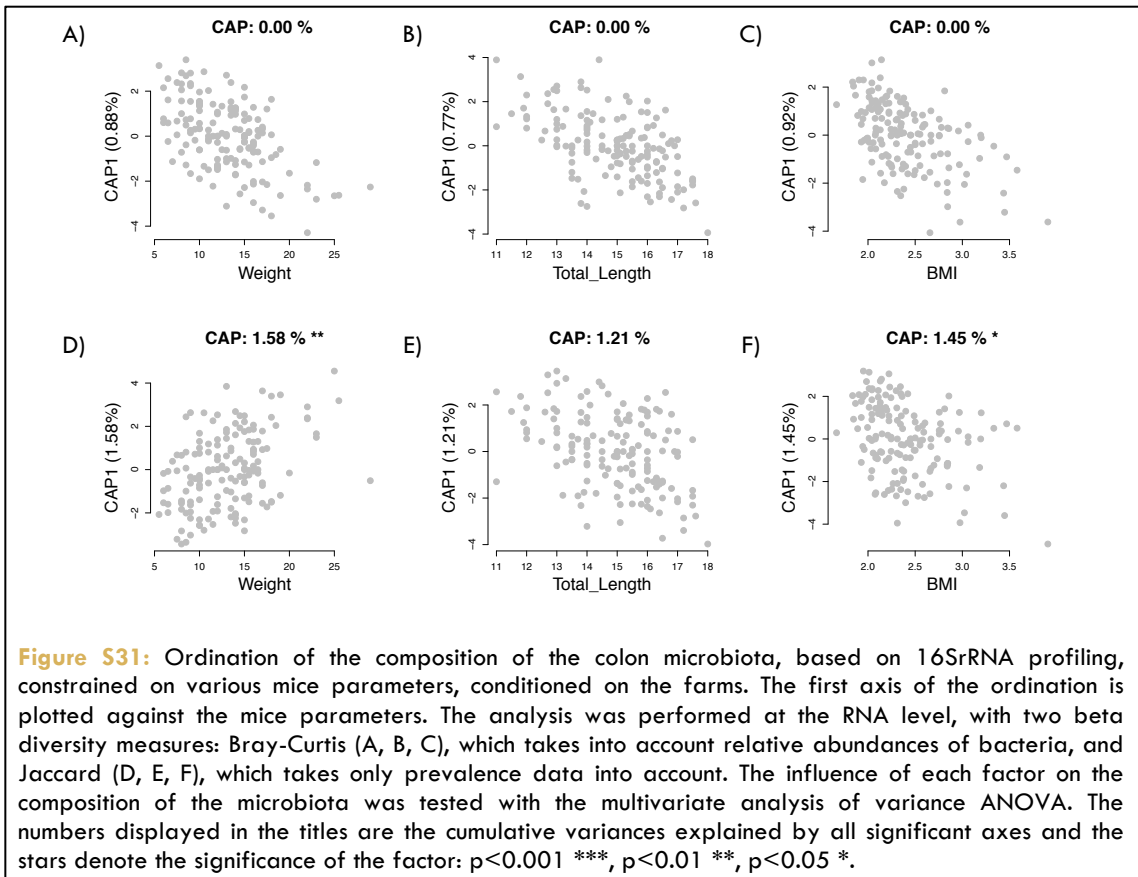 A) CAP: 0.00 %
B) CAP: 0.00 %
C) CAP: 0.00 %
CAP1 (0.88%)
2
0
−2
−4
5 10 15 20 25
Weight
CAP1 (0.77%)
4
2
0
−2
−4
11 12 13 14 15 16 17 18
Total_Length
CAP1 (0.92%)
2
0
−2
−4
2.0 2.5 3.0 3.5
BMI
D) CAP: 1.58 % **
E) CAP: 1.21 %
F) CAP: 1.45 % *
CAP1 (1.58%)
4
2
0
−2
5 10 15 20 25
Weight
CAP1 (1.21%)
2
0
−2
−4
11 12 13 14 15 16 17 18
Total_Length
CAP1 (1.45%)
2
0
−2
−4
2.0 2.5 3.0 3.5
BMI
Figure S31: Ordination of the composition of the colon microbiota, based on 16SrRNA profiling,
constrained on various mice parameters, conditioned on the farms. The first axis of the ordination is
plotted against the mice parameters. The analysis was performed at the RNA level, with two beta
diversity measures: Bray-Curtis (A, B, C), which takes into account relative abundances of bacteria, and
Jaccard (D, E, F), which takes only prevalence data into account. The influence of each factor on the
composition of the microbiota was tested with the multivariate analysis of variance ANOVA. The
numbers displayed in the titles are the cumulative variances explained by all significant axes and the
stars denote the significance of the factor: p<0.001 ***, p<0.01 **, p<0.05 *.